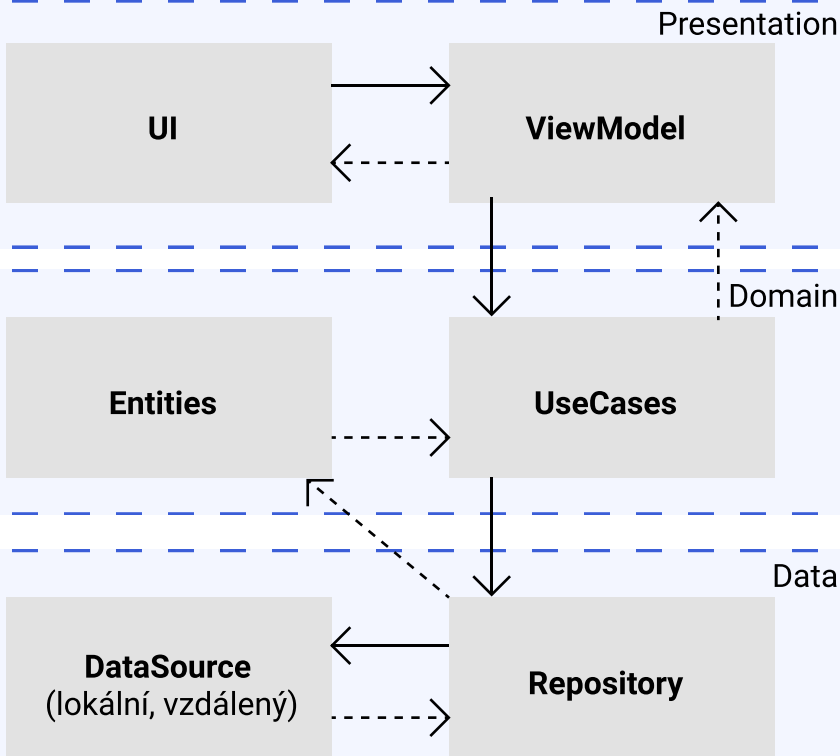 Presentation
UI
ViewModel
Domain
Entities
UseCases
Data
DataSource
(lokální, vzdálený)
Repository